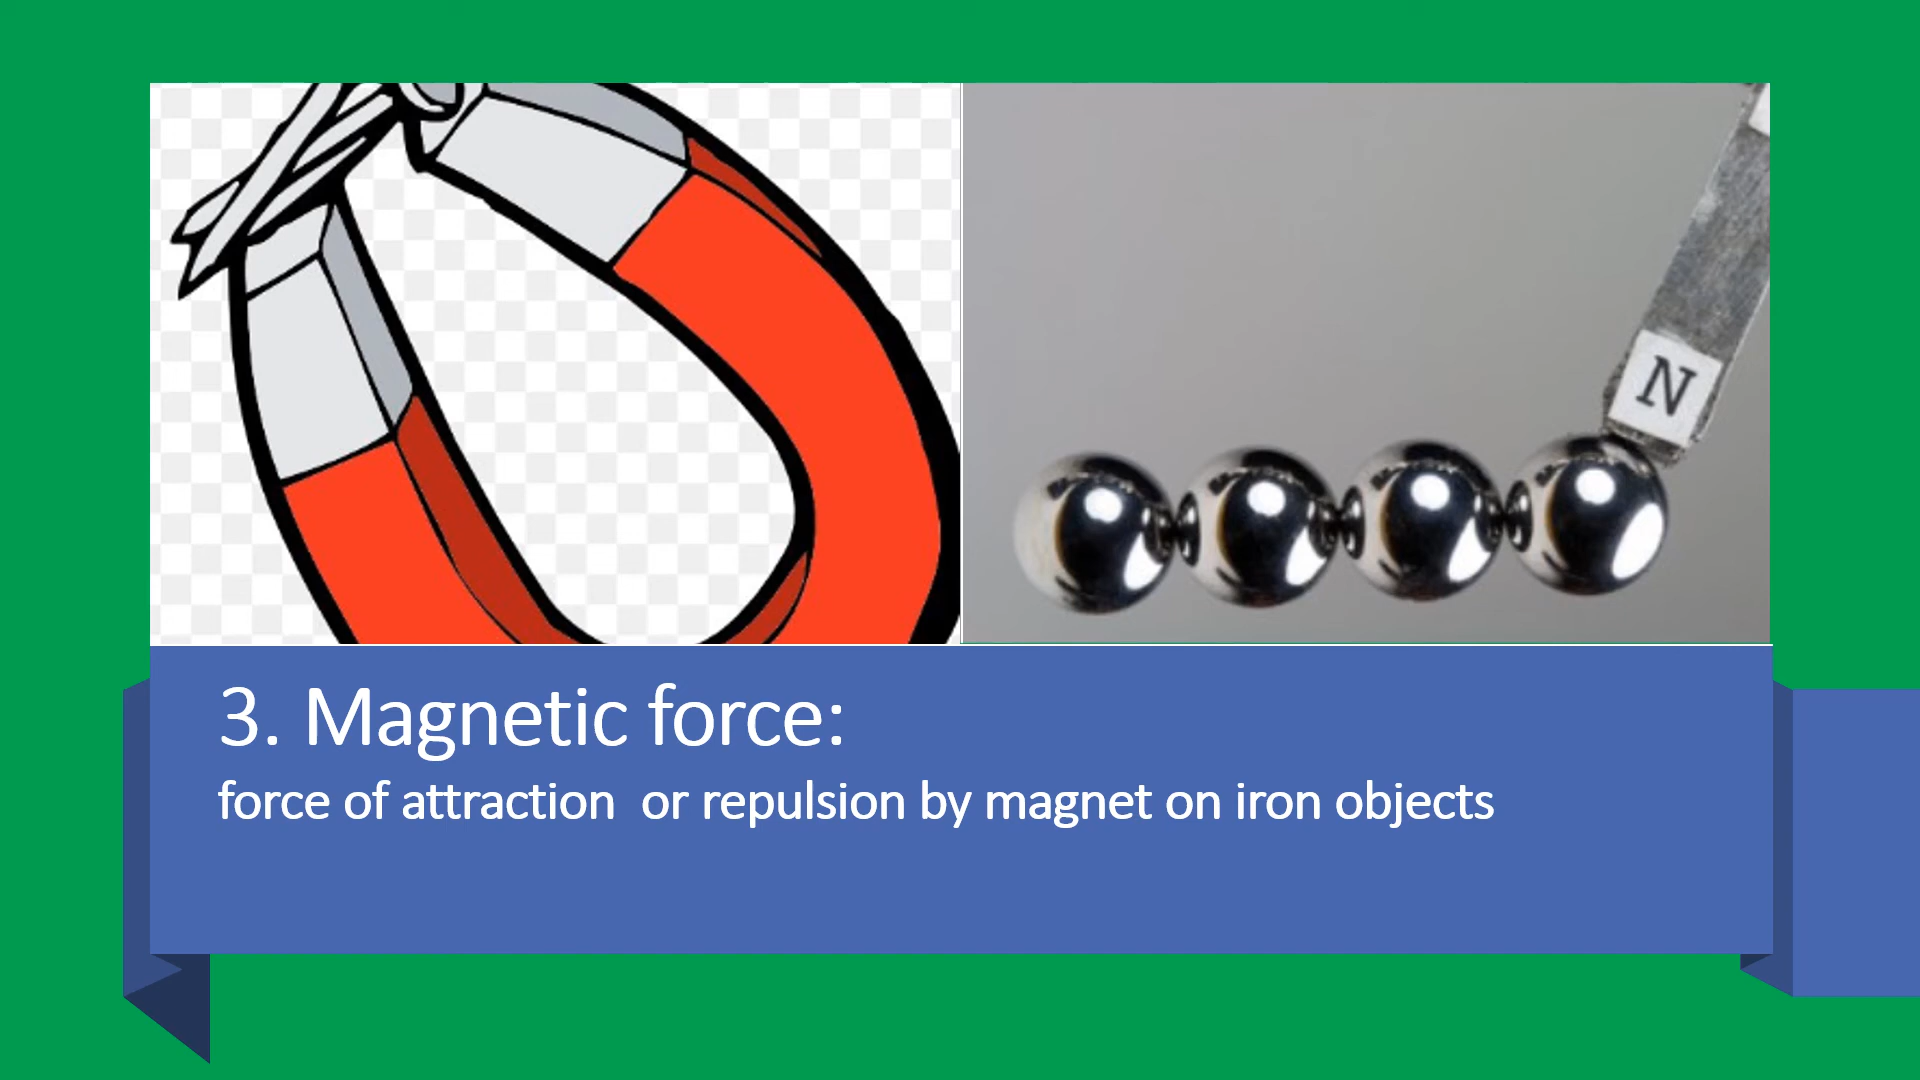 N
3. Magnetic force:
force of attraction  or repulsion by magnet on iron objects